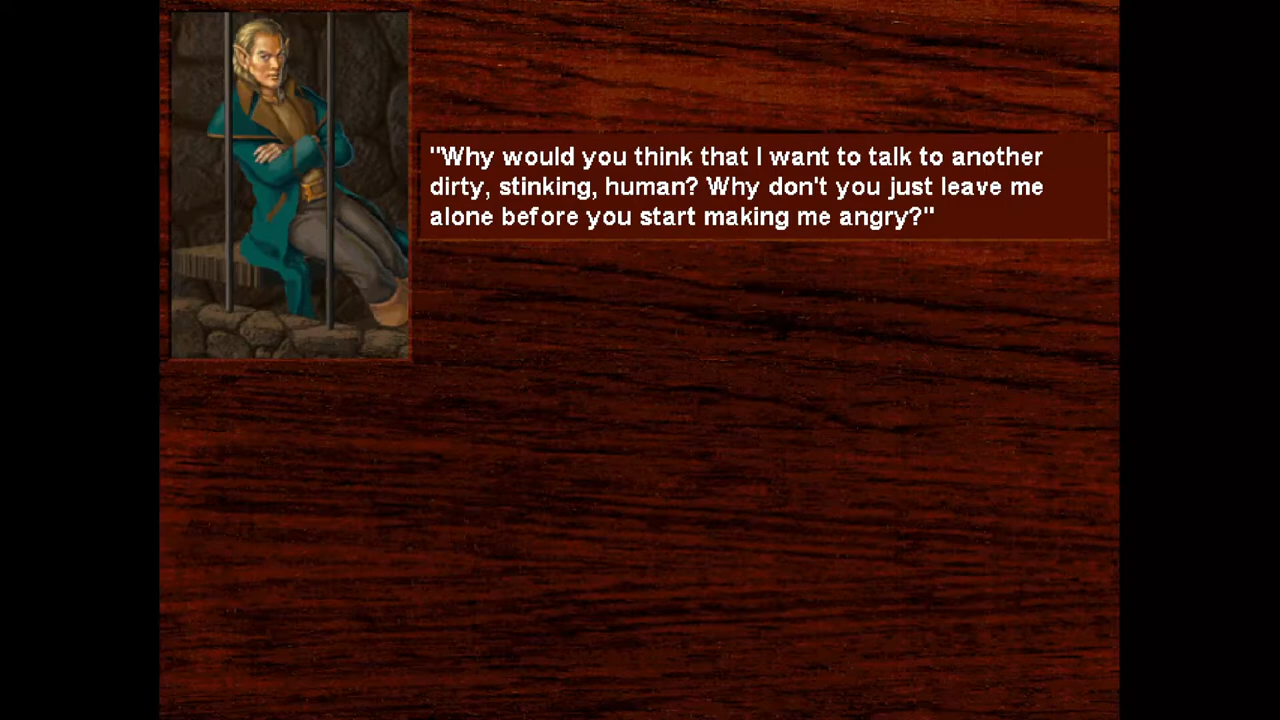 "Why would you think that I want to talk to another
dirty, stinking, human? Why don't you just leave me
alone before you start making me angry?"